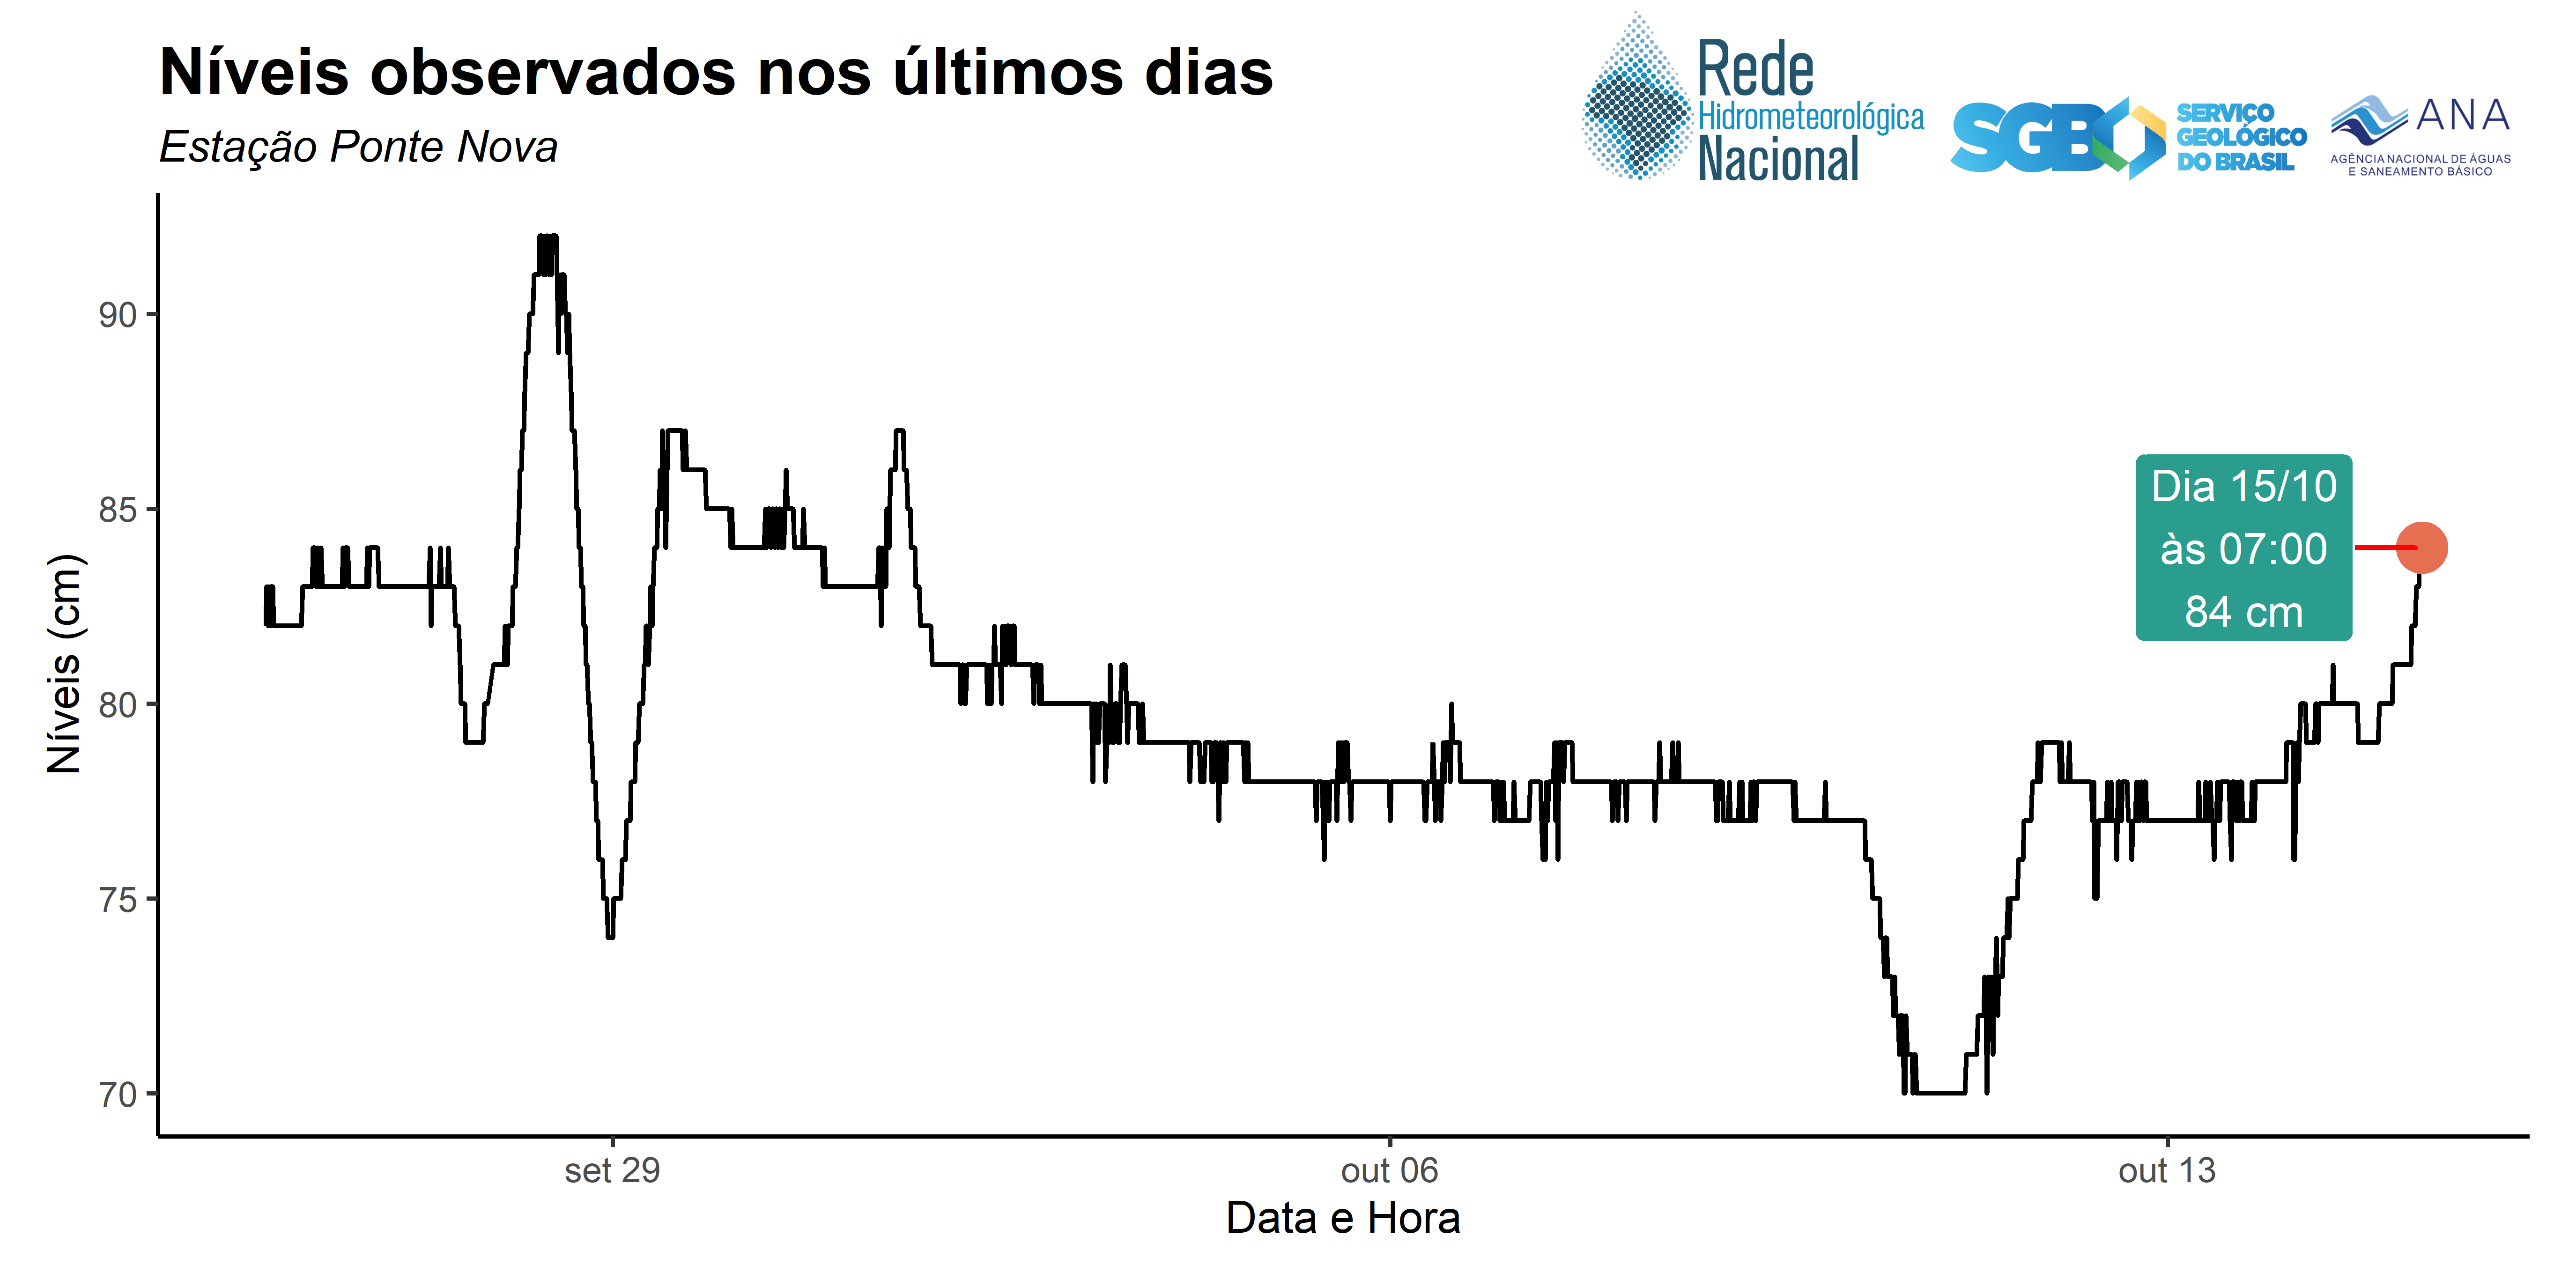 Níveis observados nos últimos dias
Estação Ponte Nova
Rede
Hidrometeorológica
Nacional
SGB
SERVIÇO
GEOLÓGICO
DO BRASIL
ANA
AGÊNCIA NACIONAL DE ÁGUAS
E SANEAMENTO BÁSICO
Níveis (cm)
90
85
80
75
70
Dia 15/10
às 07:00
84 cm
set 29
out 06
out 13
Data e Hora